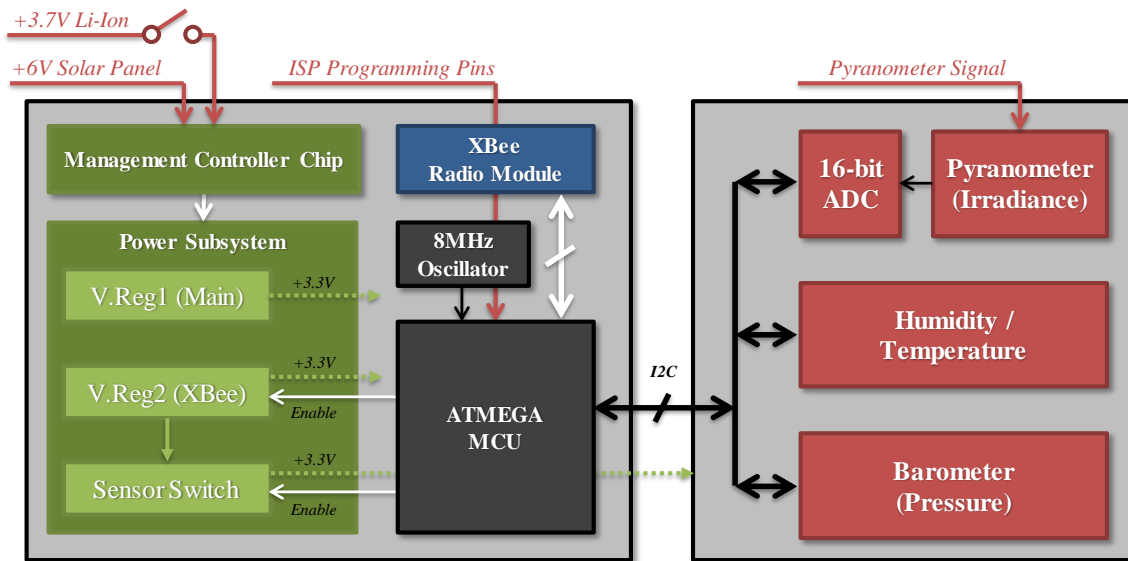 +3.7V Li-Ion
+6V Solar Panel
ISP Programming Pins
Pyranometer Signal
Management Controller Chip
XBee
Radio Module
16-bit
ADC
Pyranometer
(Irradiance)
Power Subsystem
8MHz
Oscillator
V.Reg1 (Main)
+3.3V
Humidity /
Temperature
V.Reg2 (XBee)
+3.3V
Enable
I2C
ATMEGA
MCU
Sensor Switch
+3.3V
Enable
Barometer
(Pressure)